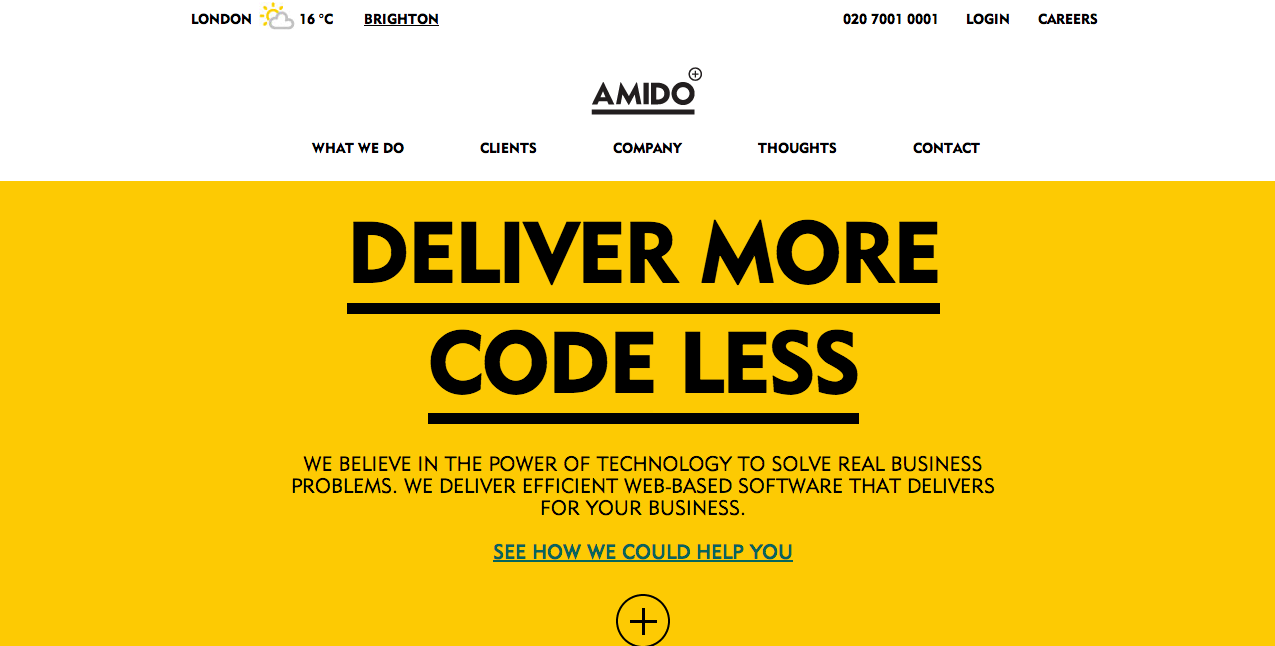 LONDON 16 °C BRIGHTON 020 7001 0001 LOGIN CAREERS
AMIDO
WHAT WE DO CLIENTS COMPANY THOUGHTS CONTACT
DELIVER MORE
CODE LESS
WE BELIEVE IN THE POWER OF TECHNOLOGY TO SOLVE REAL BUSINESS
PROBLEMS. WE DELIVER EFFICIENT WEB-BASED SOFTWARE THAT DELIVERS
FOR YOUR BUSINESS.
SEE HOW WE COULD HELP YOU